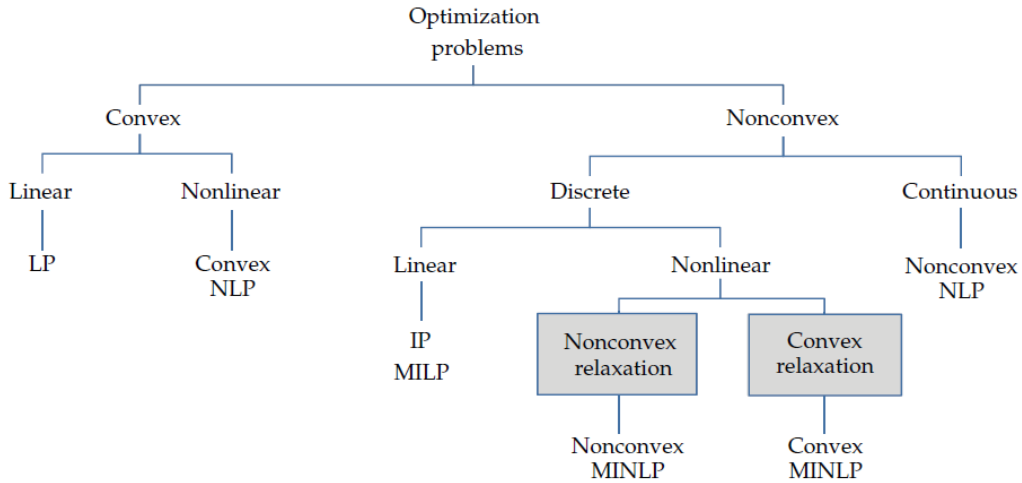 Optimization
problems
Convex
Nonconvex
Linear
Nonlinear
Discrete
Continuous
LP
Convex
NLP
Linear
Nonlinear
Nonconvex
NLP
IP
MILP
Nonconvex
relaxation
Convex
relaxation
Nonconvex
MINLP
Convex
MINLP